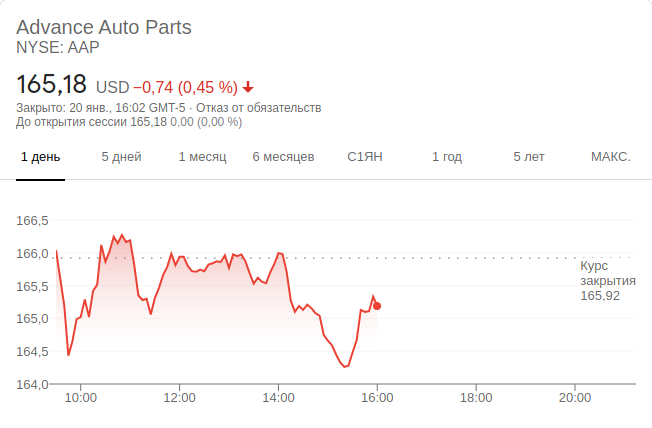 Advance Auto Parts
NYSE: AAP
165,18 USD −0,74 (0,45 %)
Закрыто: 20 янв., 16:02 GMT-5 · Отказ от обязательств
До открытия сессии 165,18 0,00 (0,00 %)
1 день 5 дней 1 месяц 6 месяцев С1ЯН 1 год 5 лет МАКС.
166,5
166,0
165,5
165,0
164,5
164,0
Курс
закрытия
165,92
10:00 12:00 14:00 16:00 18:00 20:00